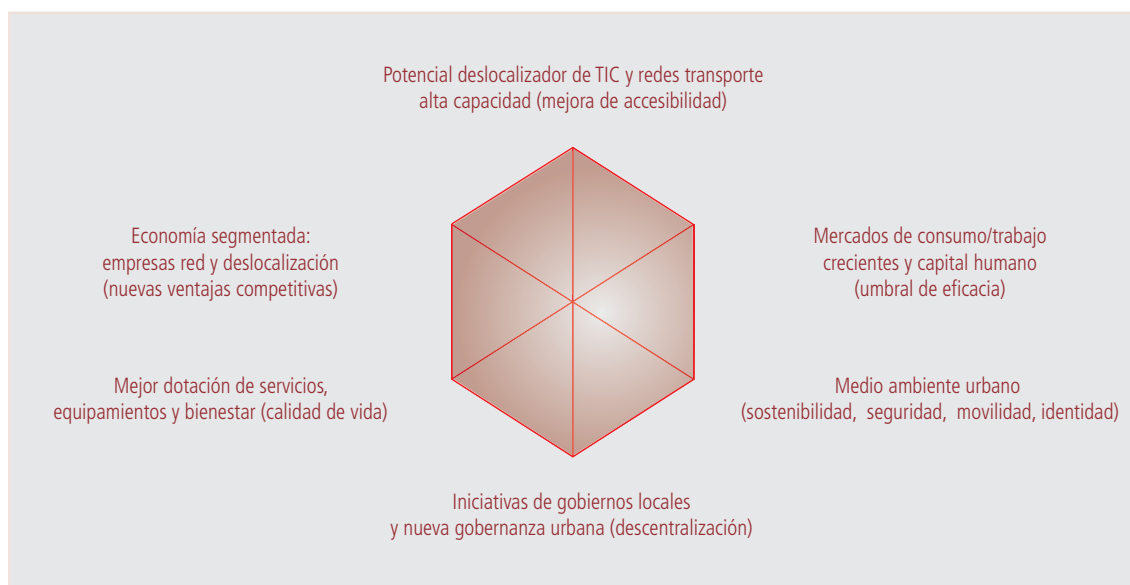 Potencial deslocalizador de TIC y redes transporte
alta capacidad (mejora de accesibilidad)
Economía segmentada:
empresas red y deslocalización
(nuevas ventajas competitivas)
Mercados de consumo/trabajo
crecientes y capital humano
(umbral de eficacia)
Mejor dotación de servicios,
equipamientos y bienestar (calidad de vida)
Medio ambiente urbano
(sostenibilidad, seguridad, movilidad, identidad)
Iniciativas de gobiernos locales
y nueva gobernanza urbana (descentralización)